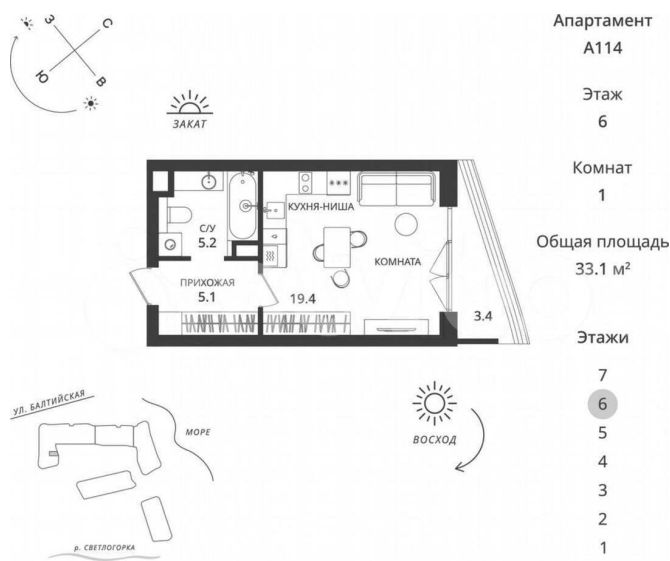 З
С
Ю
В
ЗАКАТ
С/У
5.2
КУХНЯ-НИША
КОМНАТА
ПРИХОЖАЯ
5.1
19.4
3.4
ВОСХОД
УЛ. БАЛТИЙСКАЯ
МОРЕ
р. СВЕТЛОГОРКА
Апартамент
А114
Этаж
6
Комнат
1
Общая площадь
33.1 м²
Этажи
7
6
5
4
3
2
1